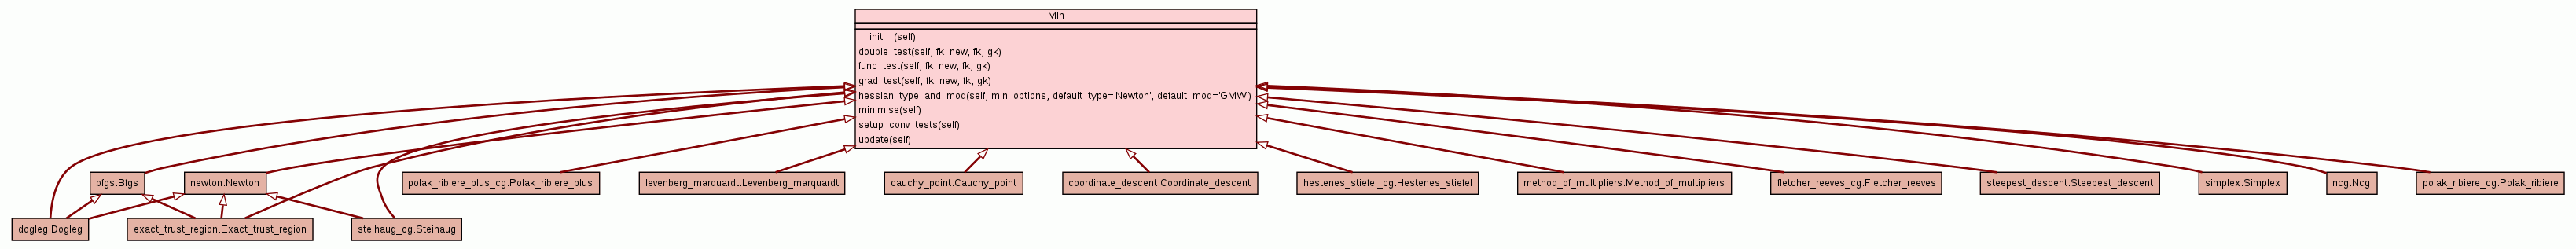 Min
__init__(self)
double_test(self, fk_new, fk, gk)
func_test(self, fk_new, fk, gk)
grad_test(self, fk_new, fk, gk)
hessian_type_and_mod(self, min_options, default_type='Newton', default_mod='GMW')
minimise(self)
setup_conv_tests(self)
update(self)
bfgs.Bfgs
newton.Newton
polak_ribiere_plus_cg.Polak_ribiere_plus
levenberg_marquardt.Levenberg_marquardt
cauchy_point.Cauchy_point
coordinate_descent.Coordinate_descent
hestenes_stiefel_cg.Hestenes_stiefel
method_of_multipliers.Method_of_multipliers
fletcher_reeves_cg.Fletcher_reeves
steepest_descent.Steepest_descent
simplex.Simplex
ncg.Ncg
polak_ribiere_cg.Polak_ribiere
dogleg.Dogleg
exact_trust_region.Exact_trust_region
steihaug_cg.Steihaug